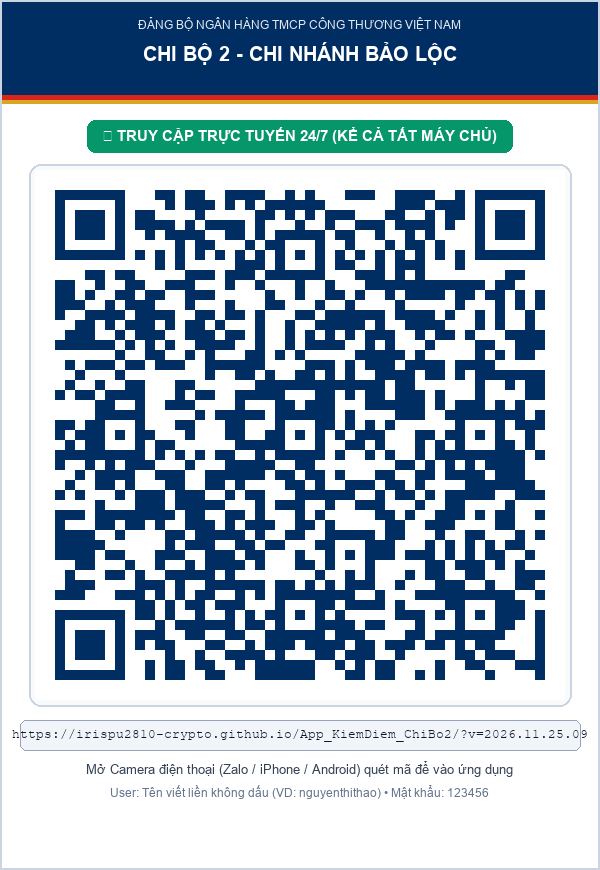 ĐẢNG BỘ NGÂN HÀNG TMCP CÔNG THƯƠNG VIỆT NAM
CHI BỘ 2 - CHI NHÁNH BẢO LỘC
TRUY CẬP TRỰC TUYẾN 24/7 (KỂ CẢ TẮT MÁY CHỦ)
https://irispu2810-crypto.github.io/App_KiemDiem_ChiBo2/?v=2026.11.25.09
Mở Camera điện thoại (Zalo / iPhone / Android) quét mã để vào ứng dụng
User: Tên viết liền không dấu (VD: nguyenthithao) • Mật khẩu: 123456